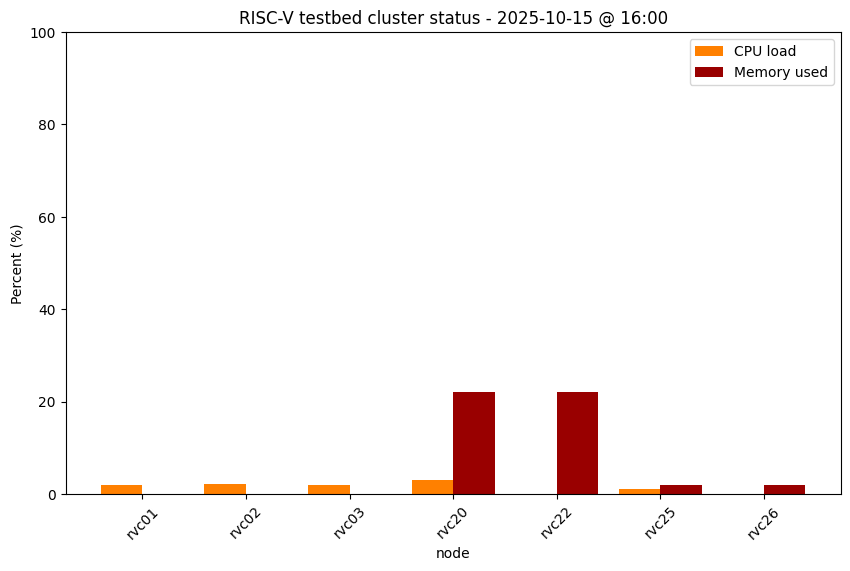 RISC-V testbed cluster status - 2025-10-15 @ 16:00
CPU load
Memory used
Percent (%)
100
80
60
40
20
0
rvc01
rvc02
rvc03
rvc20
rvc22
rvc25
rvc26
node